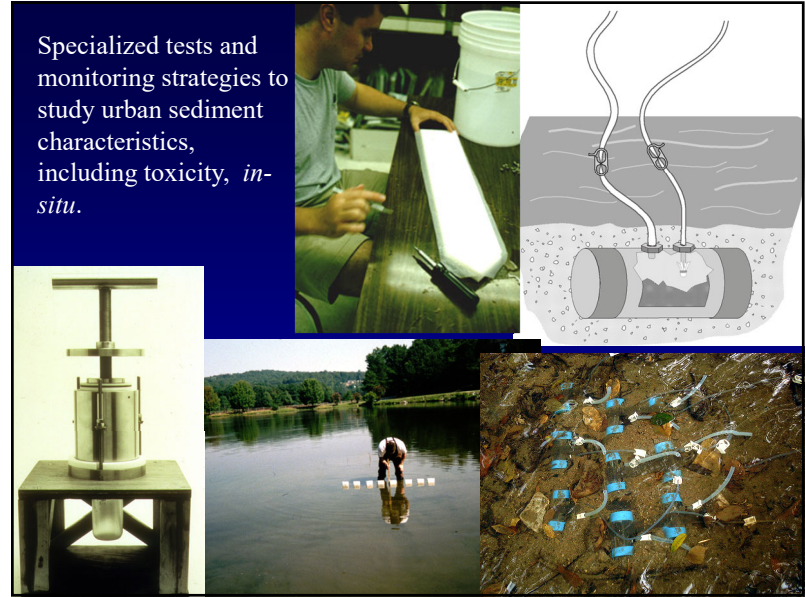 Specialized tests and
monitoring strategies to
study urban sediment
characteristics,
including toxicity, in-
situ.